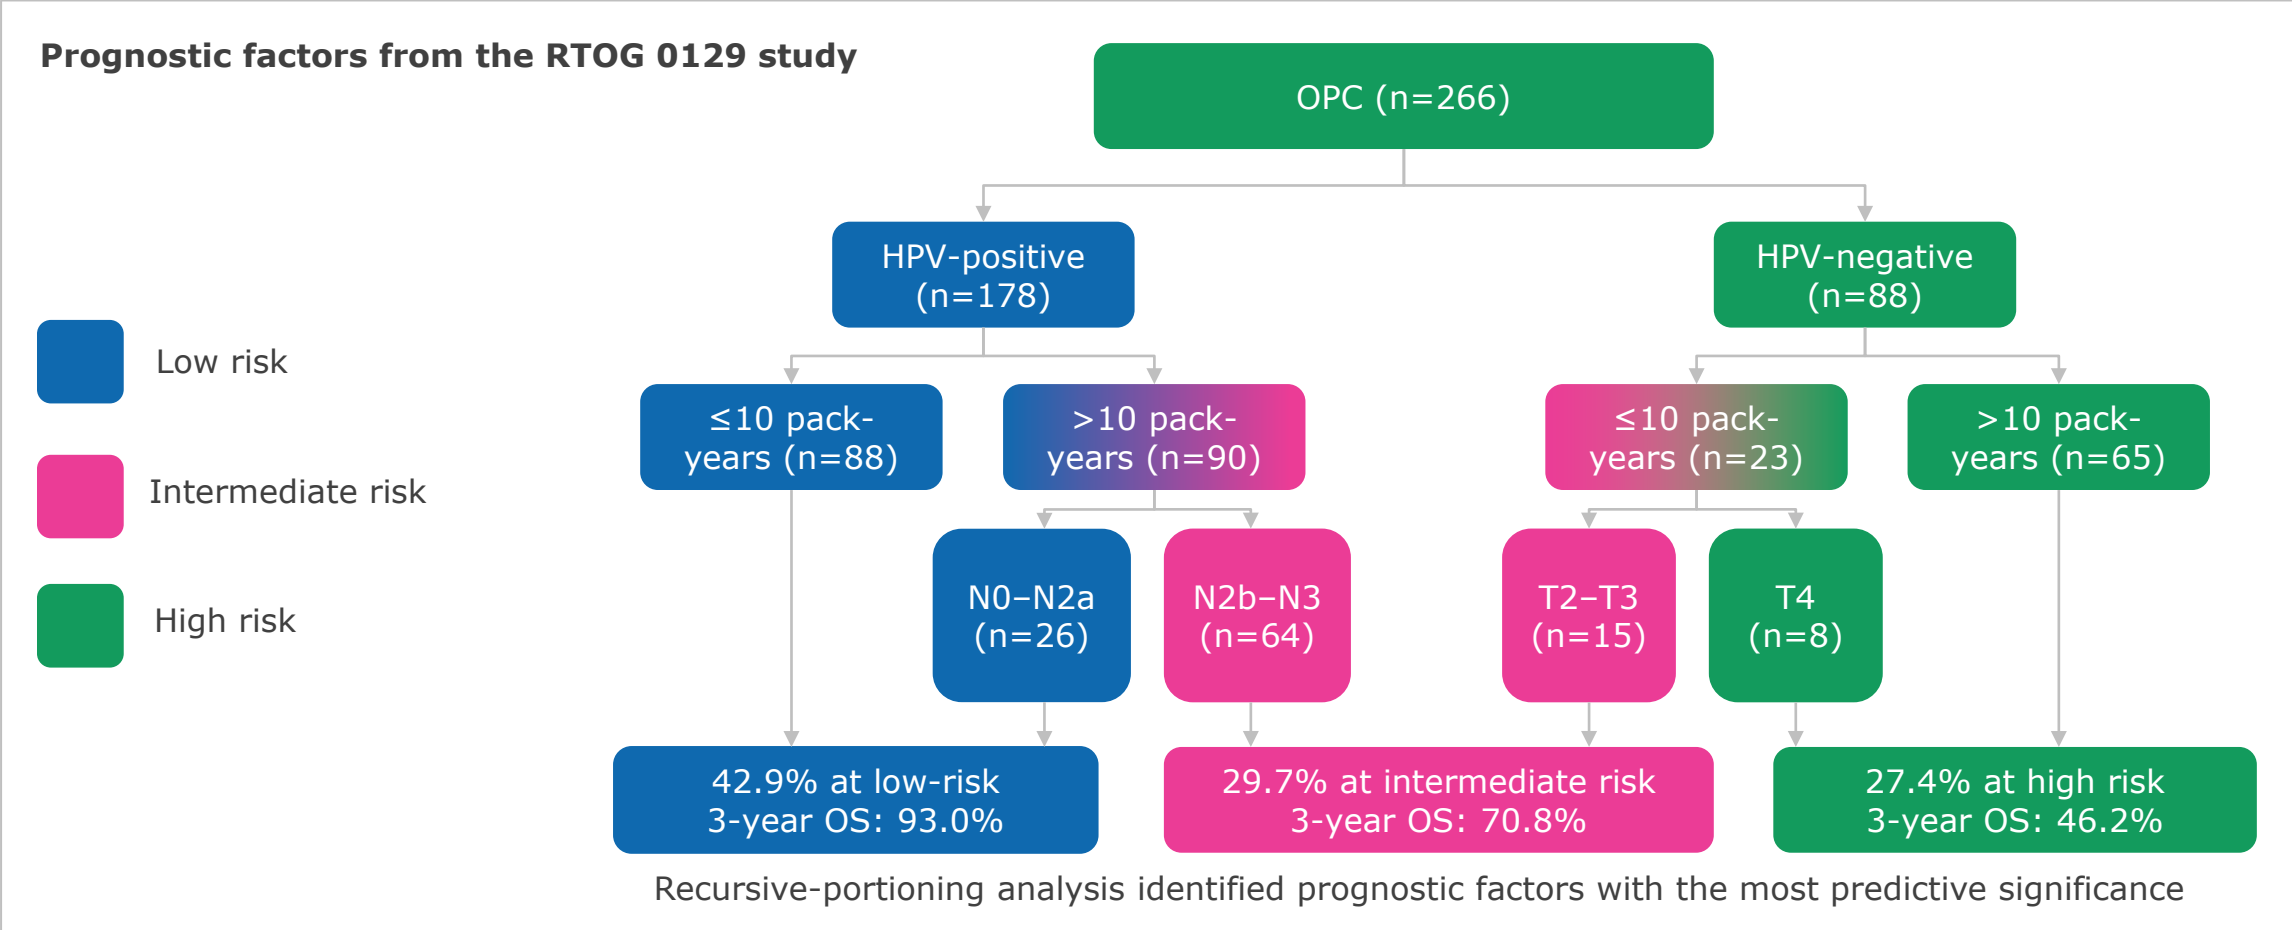 Prognostic factors from the RTOG 0129 study
OPC (n=266)
HPV-positive
(n=178)
HPV-negative
(n=88)
Low risk
Intermediate risk
High risk
≤10 pack-
years (n=88)
>10 pack-
years (n=90)
≤10 pack-
years (n=23)
>10 pack-
years (n=65)
N0–N2a
(n=26)
N2b–N3
(n=64)
T2–T3
(n=15)
T4
(n=8)
42.9% at low-risk
3-year OS: 93.0%
29.7% at intermediate risk
3-year OS: 70.8%
27.4% at high risk
3-year OS: 46.2%
Recursive-portioning analysis identified prognostic factors with the most predictive significance